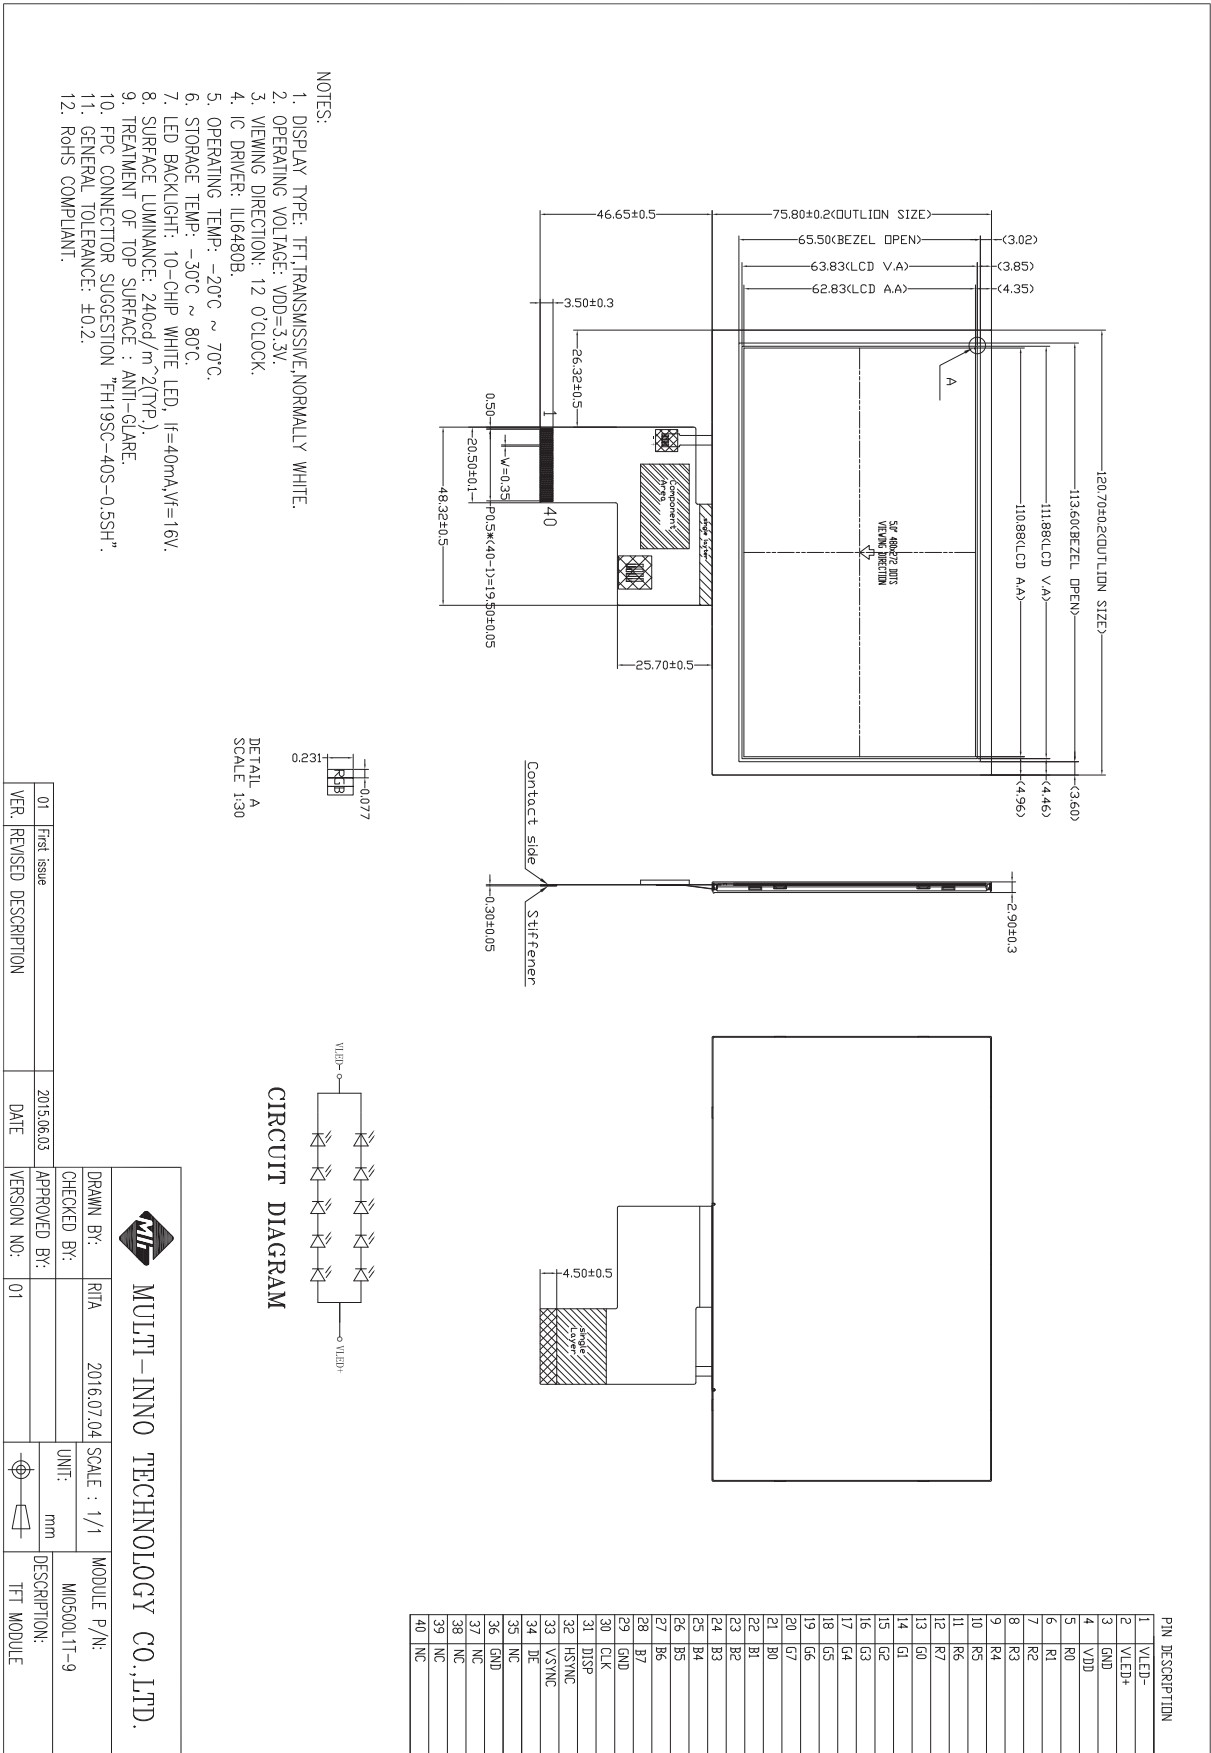 120.70±0.2(OUTLION SIZE)
113.60(BEZEL OPEN)
(3.60)
111.88(LCD V.A)
(4.46)
110.88(LCD A.A)
(4.96)
75.80±0.2(OUTLION SIZE)
46.65±0.5
65.50(BEZEL OPEN)
(3.02)
63.83(LCD V.A)
(3.85)
62.83(LCD A.A)
(4.35)
3.50±0.3
26.32±0.5
A
5.0" 480x272 DOTS
VIEWING DIRECTION
single layer
Component
Area
25.70±0.5
1
40
0.50
W=0.35
P0.5*(40-1)=19.50±0.05
20.50±0.1
48.32±0.5
2.90±0.3
Contact side
Stiffener
0.30±0.05
4.50±0.5
single
Layer
0.077
RGB
0.231
DETAIL A
SCALE 1:30
VLED-
VLED+
CIRCUIT DIAGRAM
NOTES:
1. DISPLAY TYPE: TFT,TRANSMISSIVE,NORMALLY WHITE.
2. OPERATING VOLTAGE: VDD=3.3V.
3. VIEWING DIRECTION: 12 O'CLOCK.
4. IC DRIVER: ILI6480B.
5. OPERATING TEMP: -20°C ~ 70°C.
6. STORAGE TEMP: -30°C ~ 80°C.
7. LED BACKLIGHT: 10-CHIP WHITE LED, If=40mA,Vf=16V.
8. SURFACE LUMINANCE: 240cd/m^2(TYP.).
9. TREATMENT OF TOP SURFACE : ANTI-GLARE.
10. FPC CONNECTTOR SUGGESTION "FH19SC-40S-0.5SH".
11. GENERAL TOLERANCE: ±0.2.
12. RoHS COMPLIANT.
PIN DESCRIPTION
1 VLED-
2 VLED+
3 GND
4 VDD
5 R0
6 R1
7 R2
8 R3
9 R4
10 R5
11 R6
12 R7
13 G0
14 G1
15 G2
16 G3
17 G4
18 G5
19 G6
20 G7
21 B0
22 B1
23 B2
24 B3
25 B4
26 B5
27 B6
28 B7
29 GND
30 CLK
31 DISP
32 HSYNC
33 VSYNC
34 DE
35 NC
36 GND
37 NC
38 NC
39 NC
40 NC
MULTI-INNO TECHNOLOGY CO.,LTD.
DRAWN BY: RITA 2016.07.04 SCALE : 1/1 MODULE P/N:
MI0500L1T-9
CHECKED BY: UNIT: mm
APPROVED BY: DESCRIPTION:
VERSION NO: 01 TFT MODULE
01 First issue 2015.06.03
VER. REVISED DESCRIPTION DATE